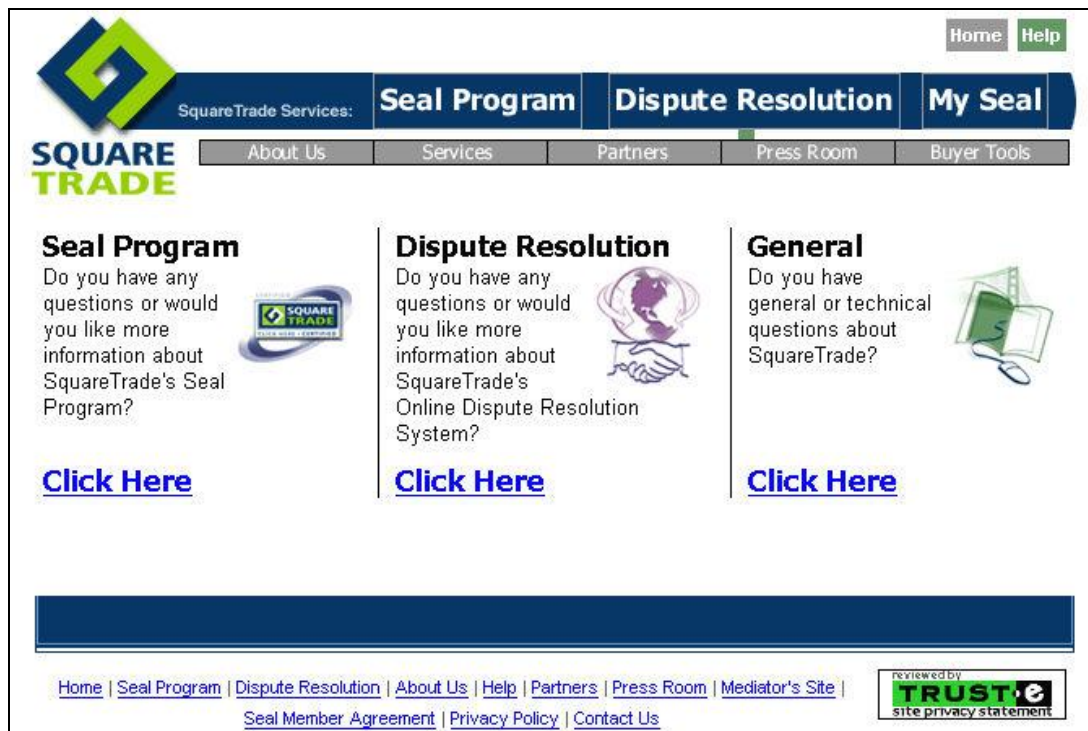 Home Help
SquareTrade Services: Seal Program Dispute Resolution My Seal
SQUARE
TRADE
About Us Services Partners Press Room Buyer Tools
Seal Program
Do you have any
questions or would
you like more
information about
SquareTrade's Seal
Program?
Click Here
SQUARE
TRADE
Dispute Resolution
Do you have any
questions or would
you like more
information about
SquareTrade's
Online Dispute Resolution
System?
Click Here
General
Do you have
general or technical
questions about
SquareTrade?
Click Here
Home | Seal Program | Dispute Resolution | About Us | Help | Partners | Press Room | Mediator's Site |
Seal Member Agreement | Privacy Policy | Contact Us
reviewed by
TRUST·e
site privacy statement